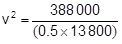 v² = 388 000 / (0.5×13 800)